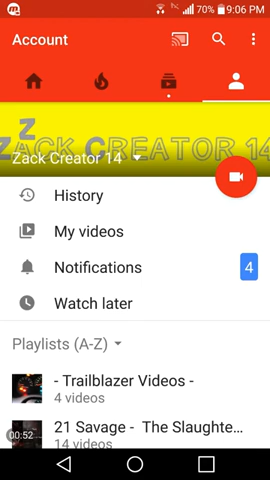 70% 9:06 PM
Account
Z
ZACK CREATOR 14
Zack Creator 14
History
My videos
Notifications
4
Watch later
Playlists (A-Z)
- Trailblazer Videos -
4 videos
21 Savage - The Slaughte...
14 videos
00:52